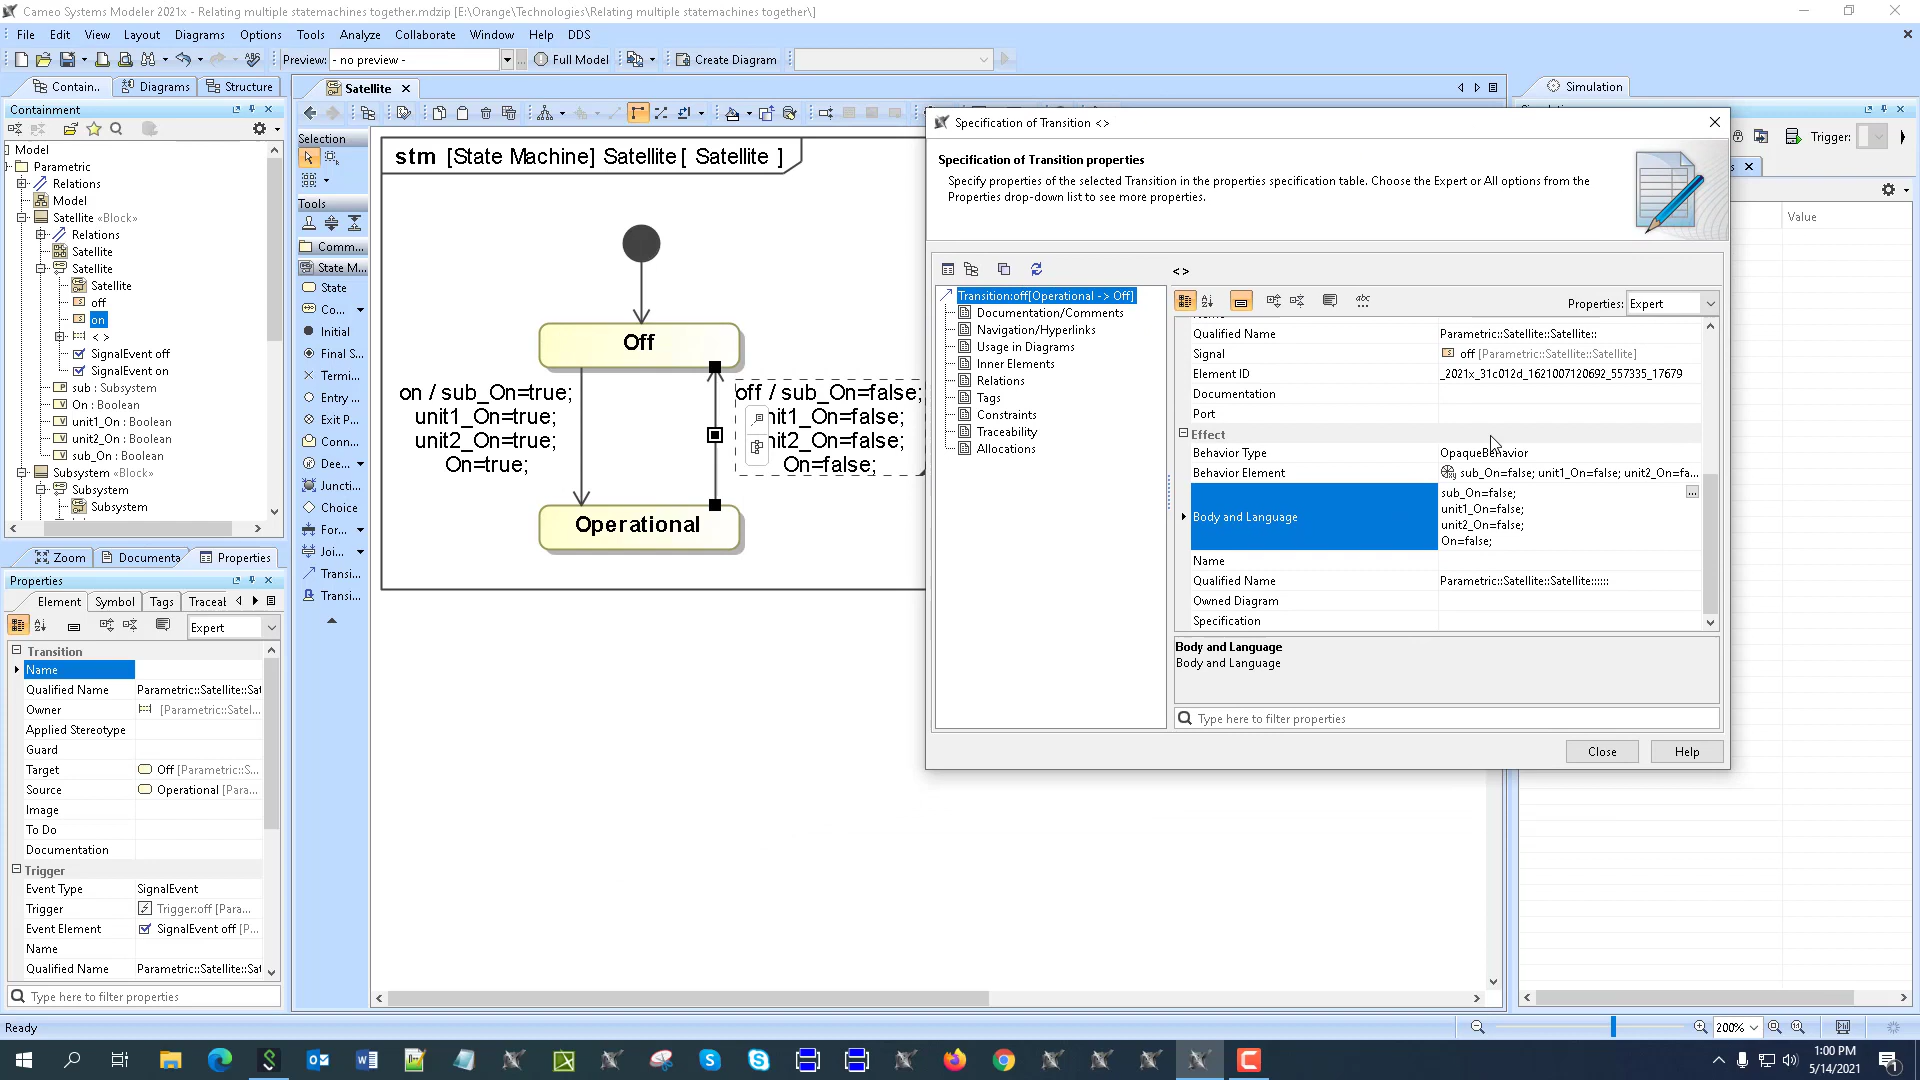 Cameo Systems Modeler 2021x - Relating multiple statemachines together.mdzip [E:\Orange\Technologies\Relating multiple statemachines together\]
File Edit View Layout Diagrams Options Tools Analyze Collaborate Window Help DDS
Preview: - no preview - Full Model Create Diagram
Contain.. Diagrams Structure
Containment
Model
Parametric
Relations
Model
Satellite «Block»
Relations
Satellite
Satellite
Satellite
off
on
< >
SignalEvent off
SignalEvent on
sub : Subsystem
On : Boolean
unit1_On : Boolean
unit2_On : Boolean
sub_On : Boolean
Subsystem «Block»
Subsystem
Subsystem
Zoom Documenta Properties
Properties
Element Symbol Tags Traceat
Expert
Transition
Name
Qualified Name Parametric::Satellite::Sat
Owner [Parametric::Satel...
Applied Stereotype
Guard
Target Off [Parametric::S...
Source Operational [Para...
Image
To Do
Documentation
Trigger
Event Type SignalEvent
Trigger Trigger:off [Para...
Event Element SignalEvent off [P...
Name
Qualified Name Parametric::Satellite::Sat
Type here to filter properties
Ready
Satellite
Selection
Tools
Comm...
State M...
State
Co...
Initial
Final S...
Termi...
Entry ...
Exit P...
Conn...
Dee...
Juncti...
Choice
For...
Joi...
Transi...
Transi...
stm [State Machine] Satellite [ Satellite ]
Off
on / sub_On=true;
unit1_On=true;
unit2_On=true;
On=true;
off / sub_On=false;
nit1_On=false;
nit2_On=false;
On=false;
Operational
Specification of Transition <>
Specification of Transition properties
Specify properties of the selected Transition in the properties specification table. Choose the Expert or All options from the
Properties drop-down list to see more properties.
<>
Transition:off[Operational -> Off]
Documentation/Comments
Navigation/Hyperlinks
Usage in Diagrams
Inner Elements
Relations
Tags
Constraints
Traceability
Allocations
Properties: Expert
Qualified Name Parametric::Satellite::Satellite::
Signal off [Parametric::Satellite::Satellite]
Element ID _2021x_31c012d_1621007120692_557335_17679
Documentation
Port
Effect
Behavior Type OpaqueBehavior
Behavior Element sub_On=false; unit1_On=false; unit2_On=fa...
Body and Language sub_On=false;
unit1_On=false;
unit2_On=false;
On=false;
Name
Qualified Name Parametric::Satellite::Satellite::::::
Owned Diagram
Specification
Body and Language
Body and Language
Type here to filter properties
Close Help
Simulation
Trigger:
Value
200%
1:00 PM
5/14/2021